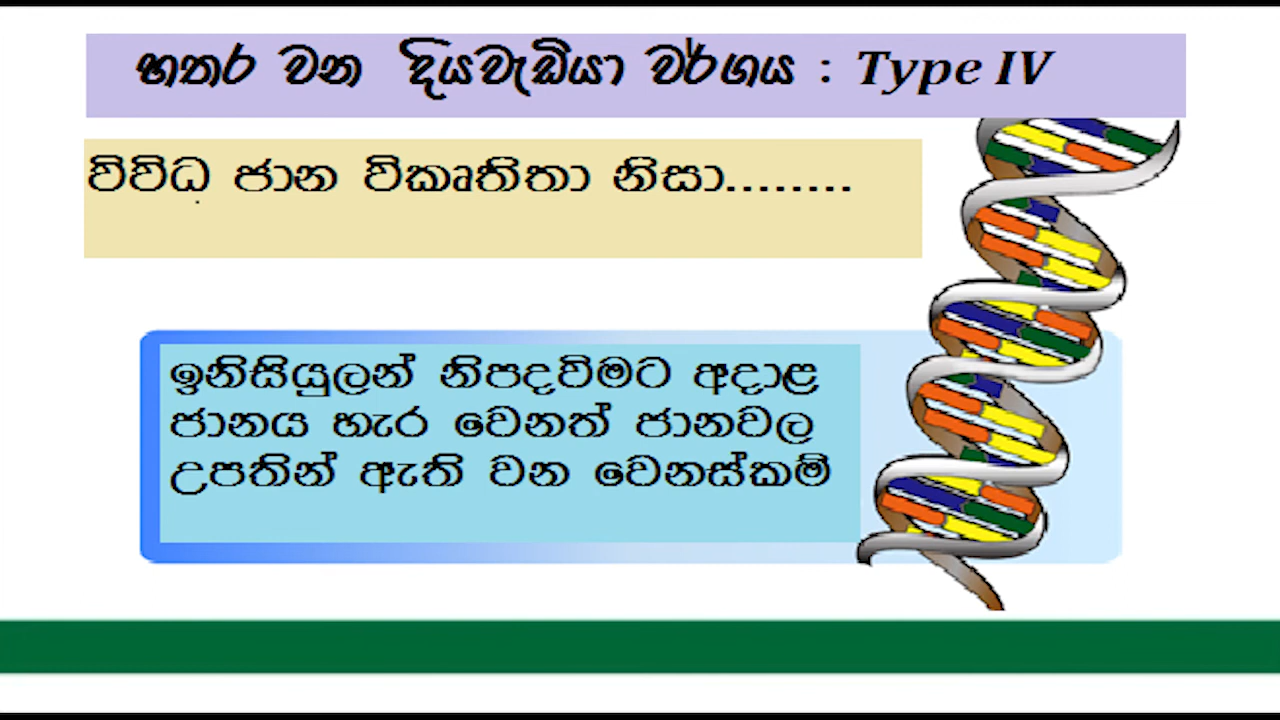 හතර වන දියවැඩියා වර්ගය : Type IV
විවිධ ජාන විකෘතිතා නිසා........
ඉනිසියුලන් නිපදවිමට අදාළ
ජානය හැර වෙනත් ජානවල
උපතින් ඇති වන වෙනස්කම්